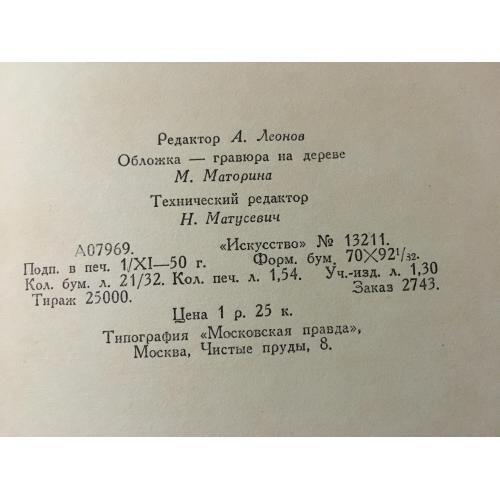 Редактор А. Леонов
Обложка — гравюра на дереве
М. Маторина
Технический редактор
Н. Матусевич
А07969. «Искусство» № 13211.
Подп. в печ. 1/XI—50 г. Форм. бум. 70×92¹/₃₂.
Кол. бум. л. 21/32. Кол. печ. л. 1,54. Уч.-изд. л. 1,30
Тираж 25000. Заказ 2743.
Цена 1 р. 25 к.
Типография «Московская правда»,
Москва, Чистые пруды, 8.